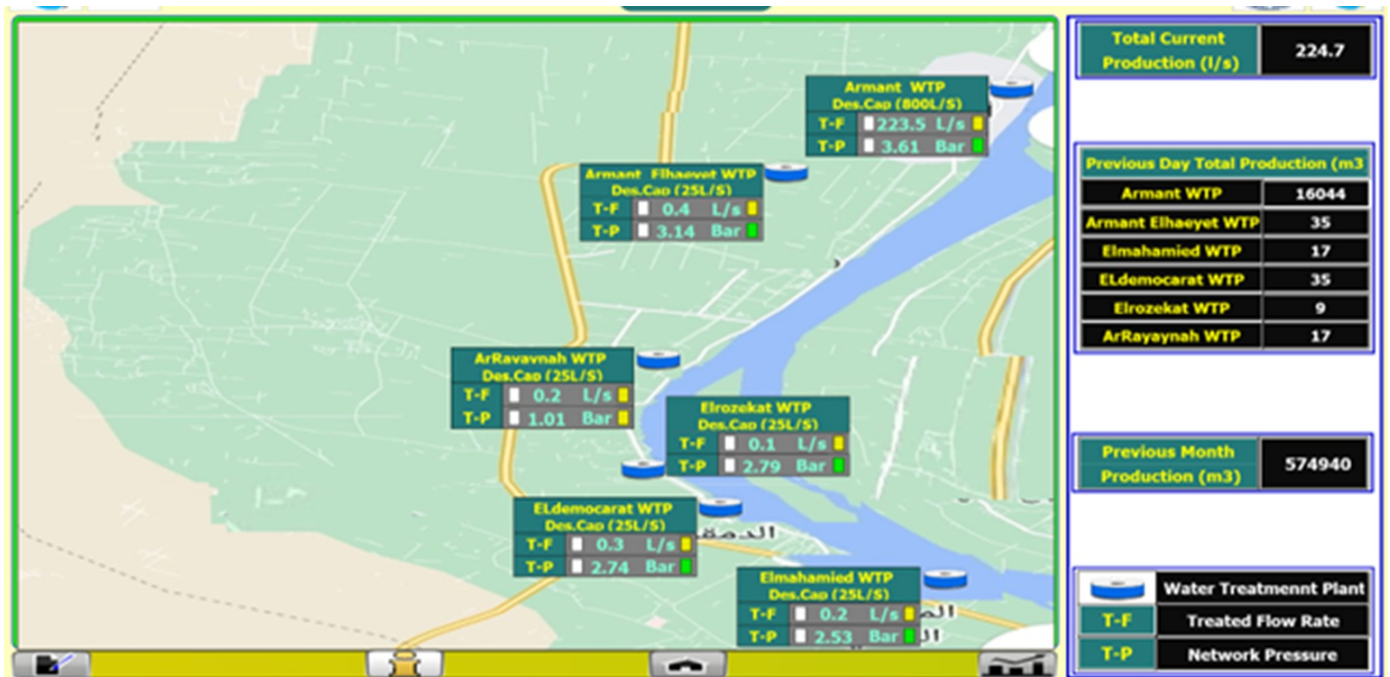 Armant WTP
Des.Cap (800L/S)
T-F 223.5 L/s
T-P 3.61 Bar
Armant Elhaeyet WTP
Des.Cap (25L/S)
T-F 0.4 L/s
T-P 3.14 Bar
ArRayaynah WTP
Des.Cap (25L/S)
T-F 0.2 L/s
T-P 1.01 Bar
Elrozekat WTP
Des.Cap (25L/S)
T-F 0.1 L/s
T-P 2.79 Bar
ELdemocarat WTP
Des.Cap (25L/S)
T-F 0.3 L/s
T-P 2.74 Bar
Elmahamied WTP
Des.Cap (25L/S)
T-F 0.2 L/s
T-P 2.53 Bar
Total Current
Production (l/s) 224.7
Previous Day Total Production (m3
Armant WTP 16044
Armant Elhaeyet WTP 35
Elmahamied WTP 17
ELdemocarat WTP 35
Elrozekat WTP 9
ArRayaynah WTP 17
Previous Month
Production (m3) 574940
Water Treatmennt Plant
T-F Treated Flow Rate
T-P Network Pressure